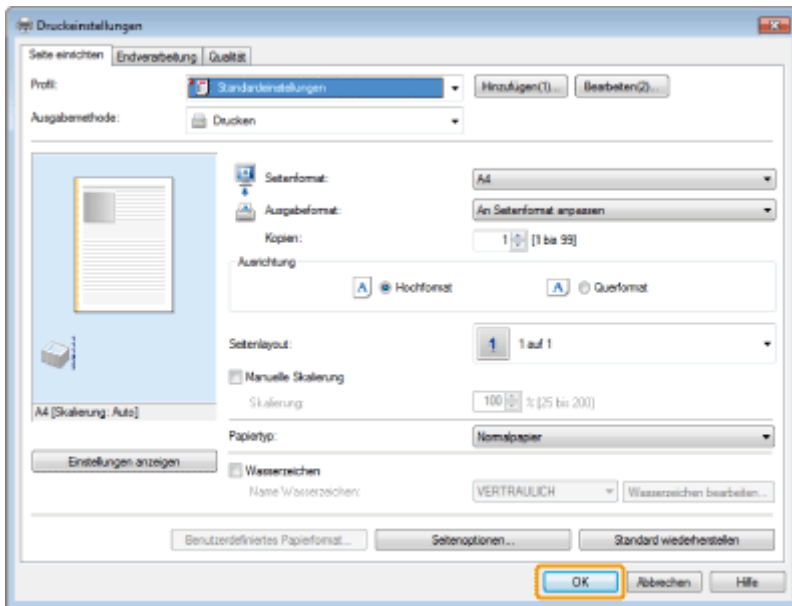 Druckeinstellungen
Seite einrichten Endverarbeitung Qualität
Profil: Standardeinstellungen Hinzufügen(1)... Bearbeiten(2)...
Ausgabemethode: Drucken
Seitenformat: A4
Ausgabeformat: An Seitenformat anpassen
Kopien: 1 [1 bis 99]
Ausrichtung
A Hochformat A Querformat
Seitenlayout: 1 1 auf 1
Manuelle Skalierung
Skalierung: 100 % [25 bis 200]
A4 [Skalierung: Auto]
Papiertyp: Normalpapier
Einstellungen anzeigen
Wasserzeichen
Name Wasserzeichen: VERTRAULICH Wasserzeichen bearbeiten...
Benutzerdefiniertes Papierformat... Seitenoptionen... Standard wiederherstellen
OK Abbrechen Hilfe